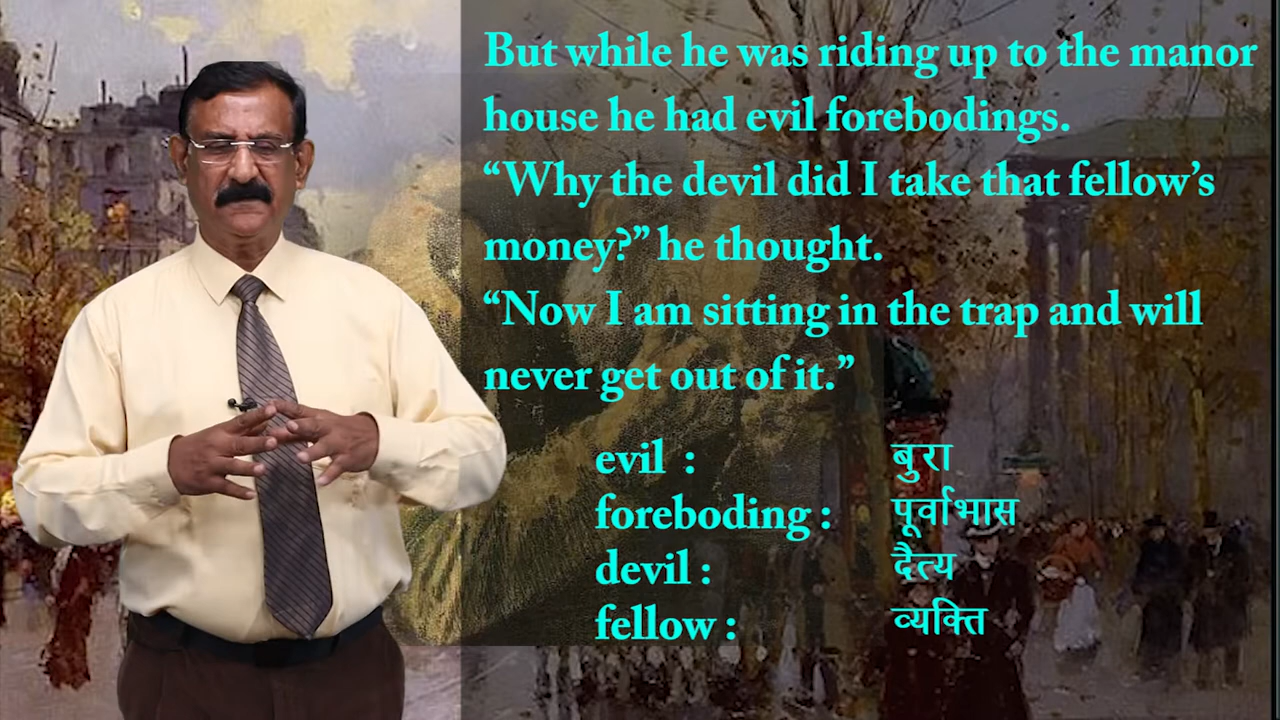 But while he was riding up to the manor
house he had evil forebodings.
“Why the devil did I take that fellow’s
money?” he thought.
“Now I am sitting in the trap and will
never get out of it.”
evil : बुरा
foreboding : पूर्वाभास
devil : दैत्य
fellow : व्यक्ति